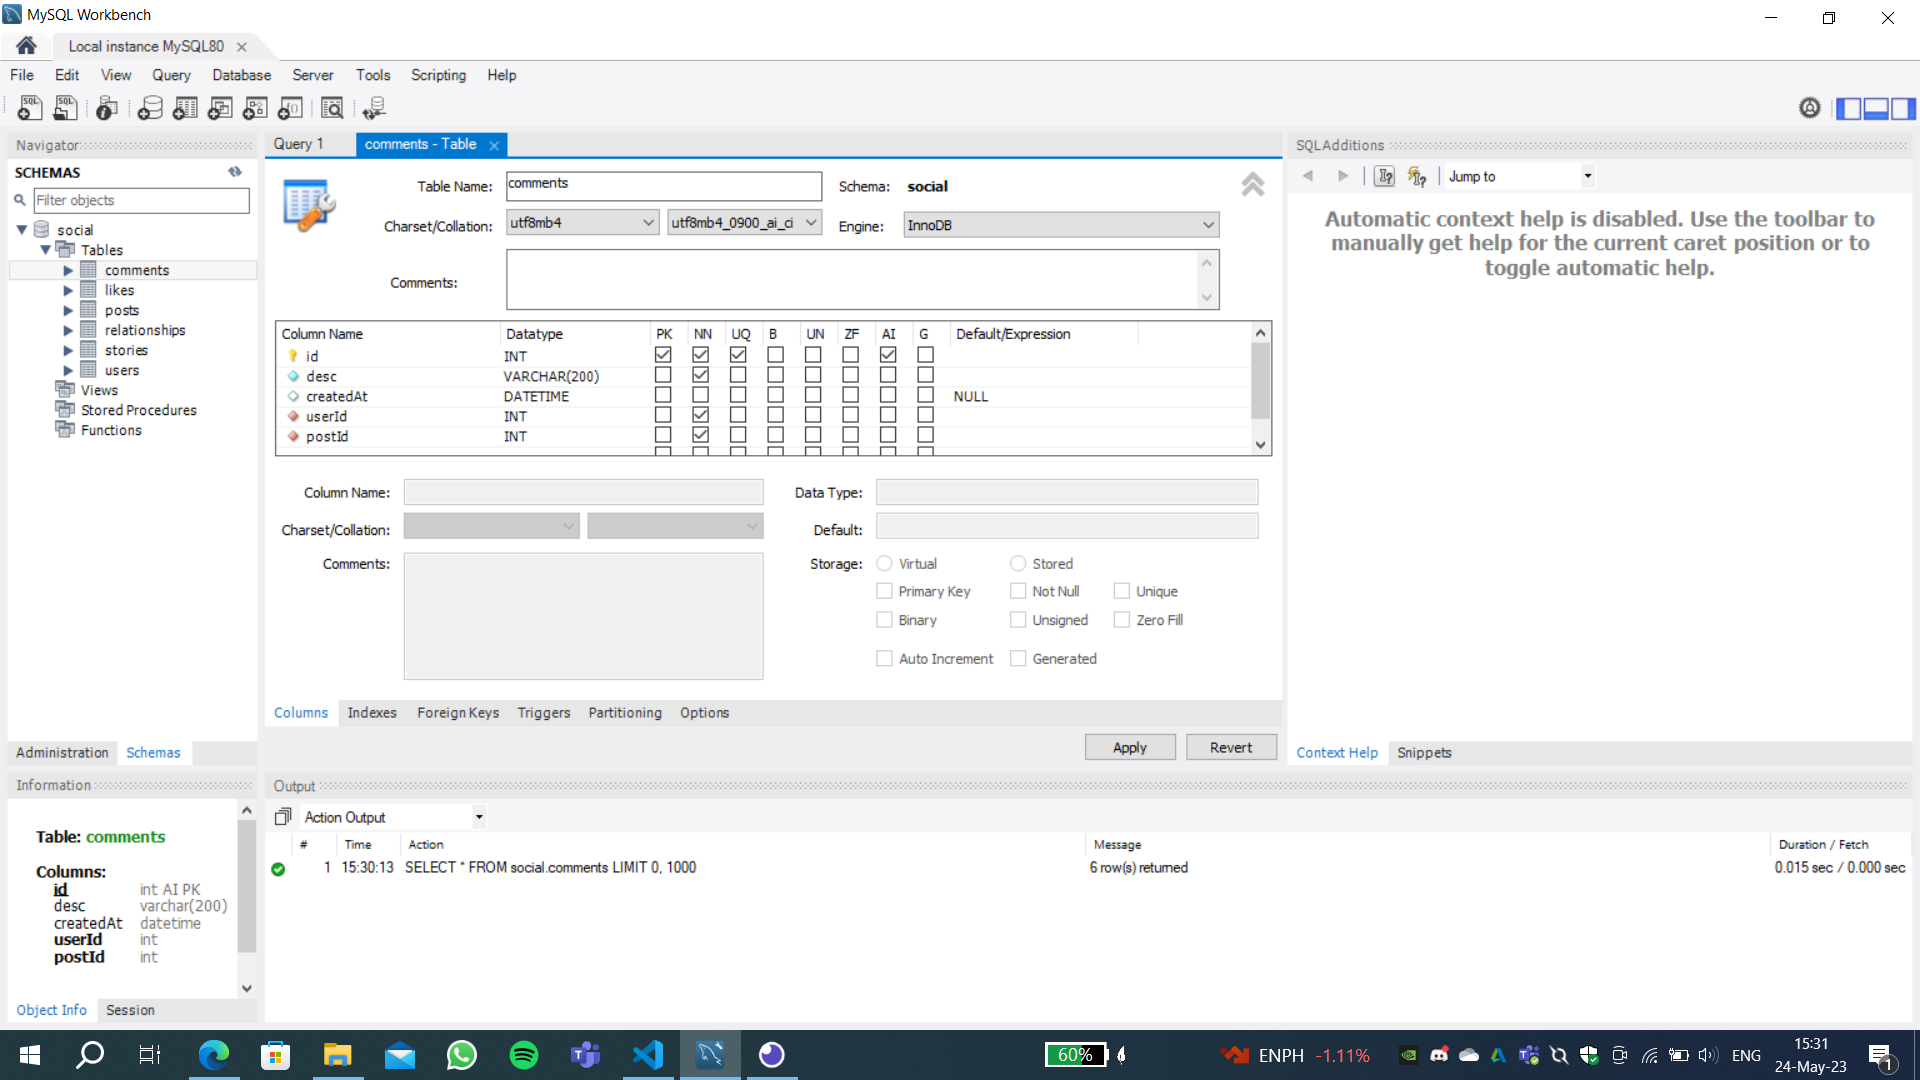 MySQL Workbench
Local instance MySQL80
File Edit View Query Database Server Tools Scripting Help
Navigator
SCHEMAS
Filter objects
social
Tables
comments
likes
posts
relationships
stories
users
Views
Stored Procedures
Functions
Administration Schemas
Information
Table: comments
Columns:
id int AI PK
desc varchar(200)
createdAt datetime
userId int
postId int
Object Info Session
Query 1 comments - Table
Table Name: comments Schema: social
Charset/Collation: utf8mb4 utf8mb4_0900_ai_ci Engine: InnoDB
Comments:
Column Name Datatype PK NN UQ B UN ZF AI G Default/Expression
id INT
desc VARCHAR(200)
createdAt DATETIME NULL
userId INT
postId INT
Column Name: Data Type:
Charset/Collation: Default:
Comments: Storage: Virtual Stored
Primary Key Not Null Unique
Binary Unsigned Zero Fill
Auto Increment Generated
Columns Indexes Foreign Keys Triggers Partitioning Options
Apply Revert
SQLAdditions
Jump to
Automatic context help is disabled. Use the toolbar to
manually get help for the current caret position or to
toggle automatic help.
Context Help Snippets
Output
Action Output
# Time Action Message Duration / Fetch
1 15:30:13 SELECT * FROM social.comments LIMIT 0, 1000 6 row(s) returned 0.015 sec / 0.000 sec
60% ENPH -1.11% ENG 15:31
24-May-23
1